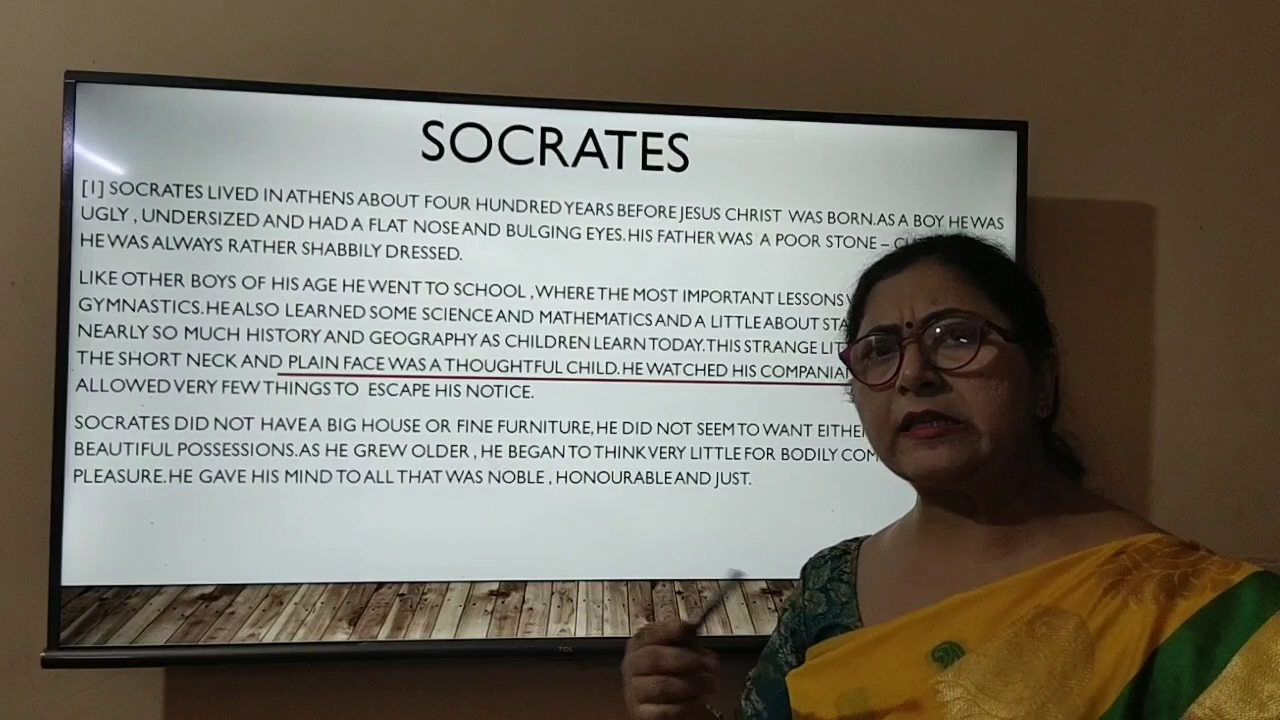 SOCRATES
[1] SOCRATES LIVED IN ATHENS ABOUT FOUR HUNDRED YEARS BEFORE JESUS CHRIST WAS BORN.AS A BOY HE WAS
UGLY , UNDERSIZED AND HAD A FLAT NOSE AND BULGING EYES.HIS FATHER WAS A POOR STONE –
HE WAS ALWAYS RATHER SHABBILY DRESSED.
LIKE OTHER BOYS OF HIS AGE HE WENT TO SCHOOL ,WHERE THE MOST IMPORTANT LESSONS
GYMNASTICS.HE ALSO LEARNED SOME SCIENCE AND MATHEMATICS AND A LITTLE ABOUT
NEARLY SO MUCH HISTORY AND GEOGRAPHY AS CHILDREN LEARN TODAY.THIS STRANGE
THE SHORT NECK AND PLAIN FACE WAS A THOUGHTFUL CHILD.HE WATCHED HIS
ALLOWED VERY FEW THINGS TO ESCAPE HIS NOTICE.
SOCRATES DID NOT HAVE A BIG HOUSE OR FINE FURNITURE,HE DID NOT SEEM TO WANT
BEAUTIFUL POSSESSIONS.AS HE GREW OLDER , HE BEGAN TO THINK VERY LITTLE FOR BODILY
PLEASURE.HE GAVE HIS MIND TO ALL THAT WAS NOBLE , HONOURABLE AND JUST.
TCL